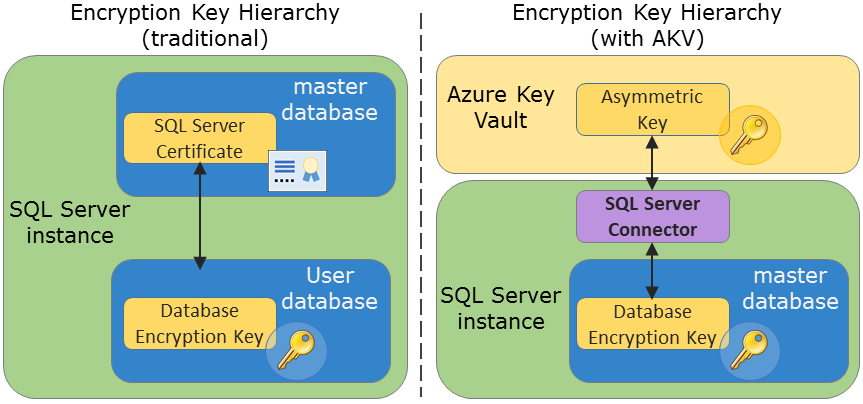 Encryption Key Hierarchy
(traditional)
master
database
SQL Server
Certificate
SQL Server
instance
User
database
Database
Encryption Key
Encryption Key Hierarchy
(with AKV)
Azure Key
Vault
Asymmetric
Key
SQL Server
Connector
SQL Server
instance
master
database
Database
Encryption Key